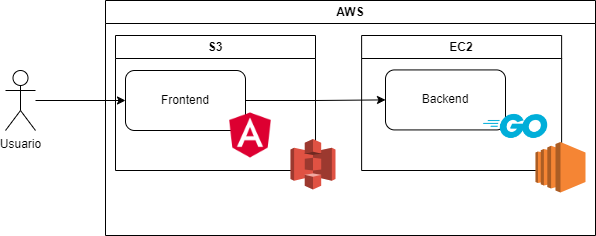 AWS
S3
EC2
Frontend
Backend
GO
Usuario